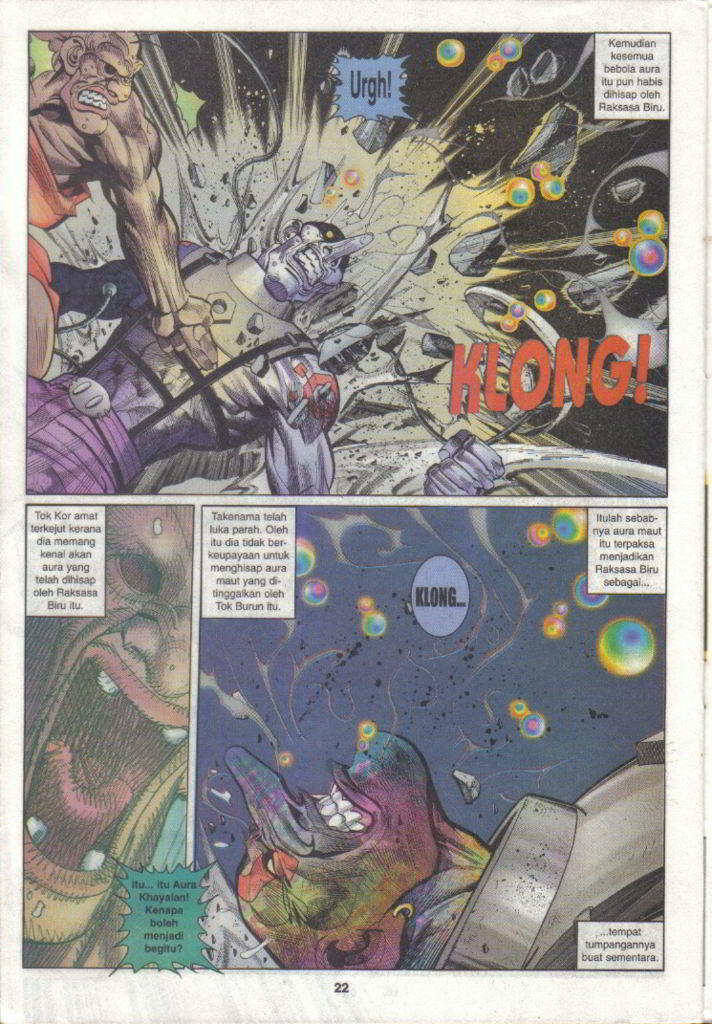 Urgh!
Kemudian
kesemua
bebola aura
itu pun habis
dihisap oleh
Raksasa Biru.
KLONG!
Tok Kor amat
terkejut kerana
dia memang
kenal akan
aura yang
telah dihisap
oleh Raksasa
Biru itu.
Itu... itu Aura
Khayalan!
Kenapa
boleh
menjadi
begitu?
Takenama telah
luka parah. Oleh
itu dia tidak ber-
keupayaan untuk
menghisap aura
maut yang di-
tinggalkan oleh
Tok Burun itu.
KLONG...
Itulah sebab-
nya aura maut
itu terpaksa
menjadikan
Raksasa Biru
sebagai...
...tempat
tumpangannya
buat sementara.
22